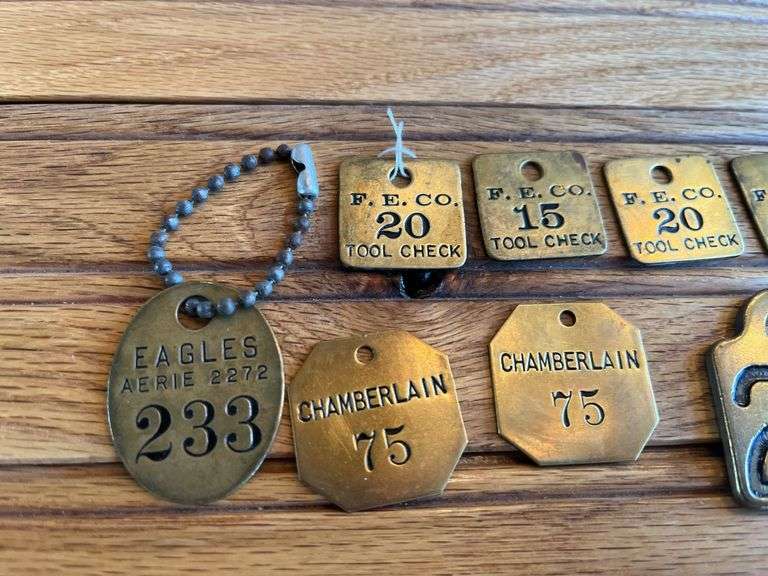 F. E. CO.
20
TOOL CHECK
F. E. CO.
15
TOOL CHECK
F. E. CO.
20
TOOL CHECK
F
EAGLES
AERIE 2272
233
CHAMBERLAIN
75
CHAMBERLAIN
75